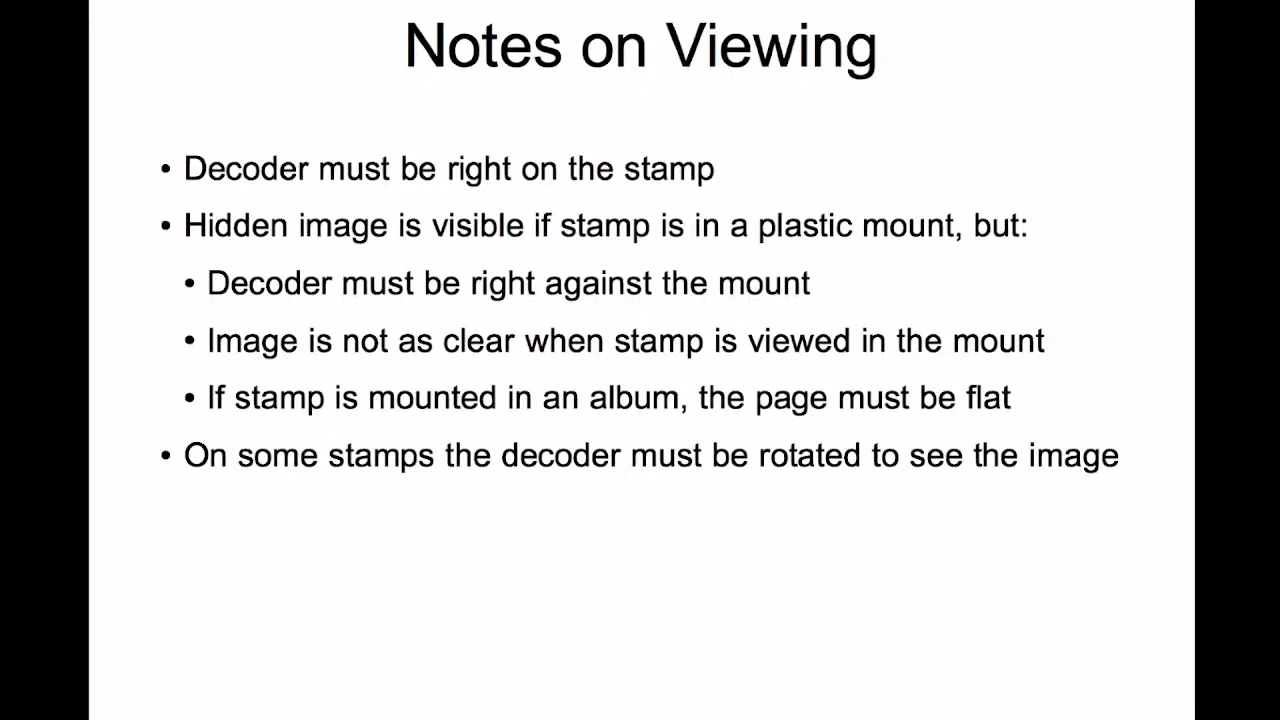 Notes on Viewing
• Decoder must be right on the stamp
• Hidden image is visible if stamp is in a plastic mount, but:
• Decoder must be right against the mount
• Image is not as clear when stamp is viewed in the mount
• If stamp is mounted in an album, the page must be flat
• On some stamps the decoder must be rotated to see the image